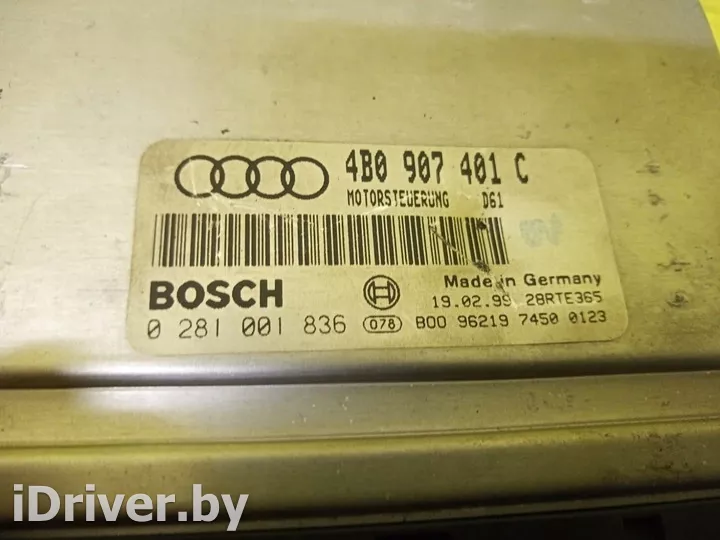 4B0 907 401 C
MOTORSTEUERUNG D61
BOSCH
Made in Germany
19.02.99 28RTE365
0 281 001 836 078 B00 96219 7450 0123
iDriver.by